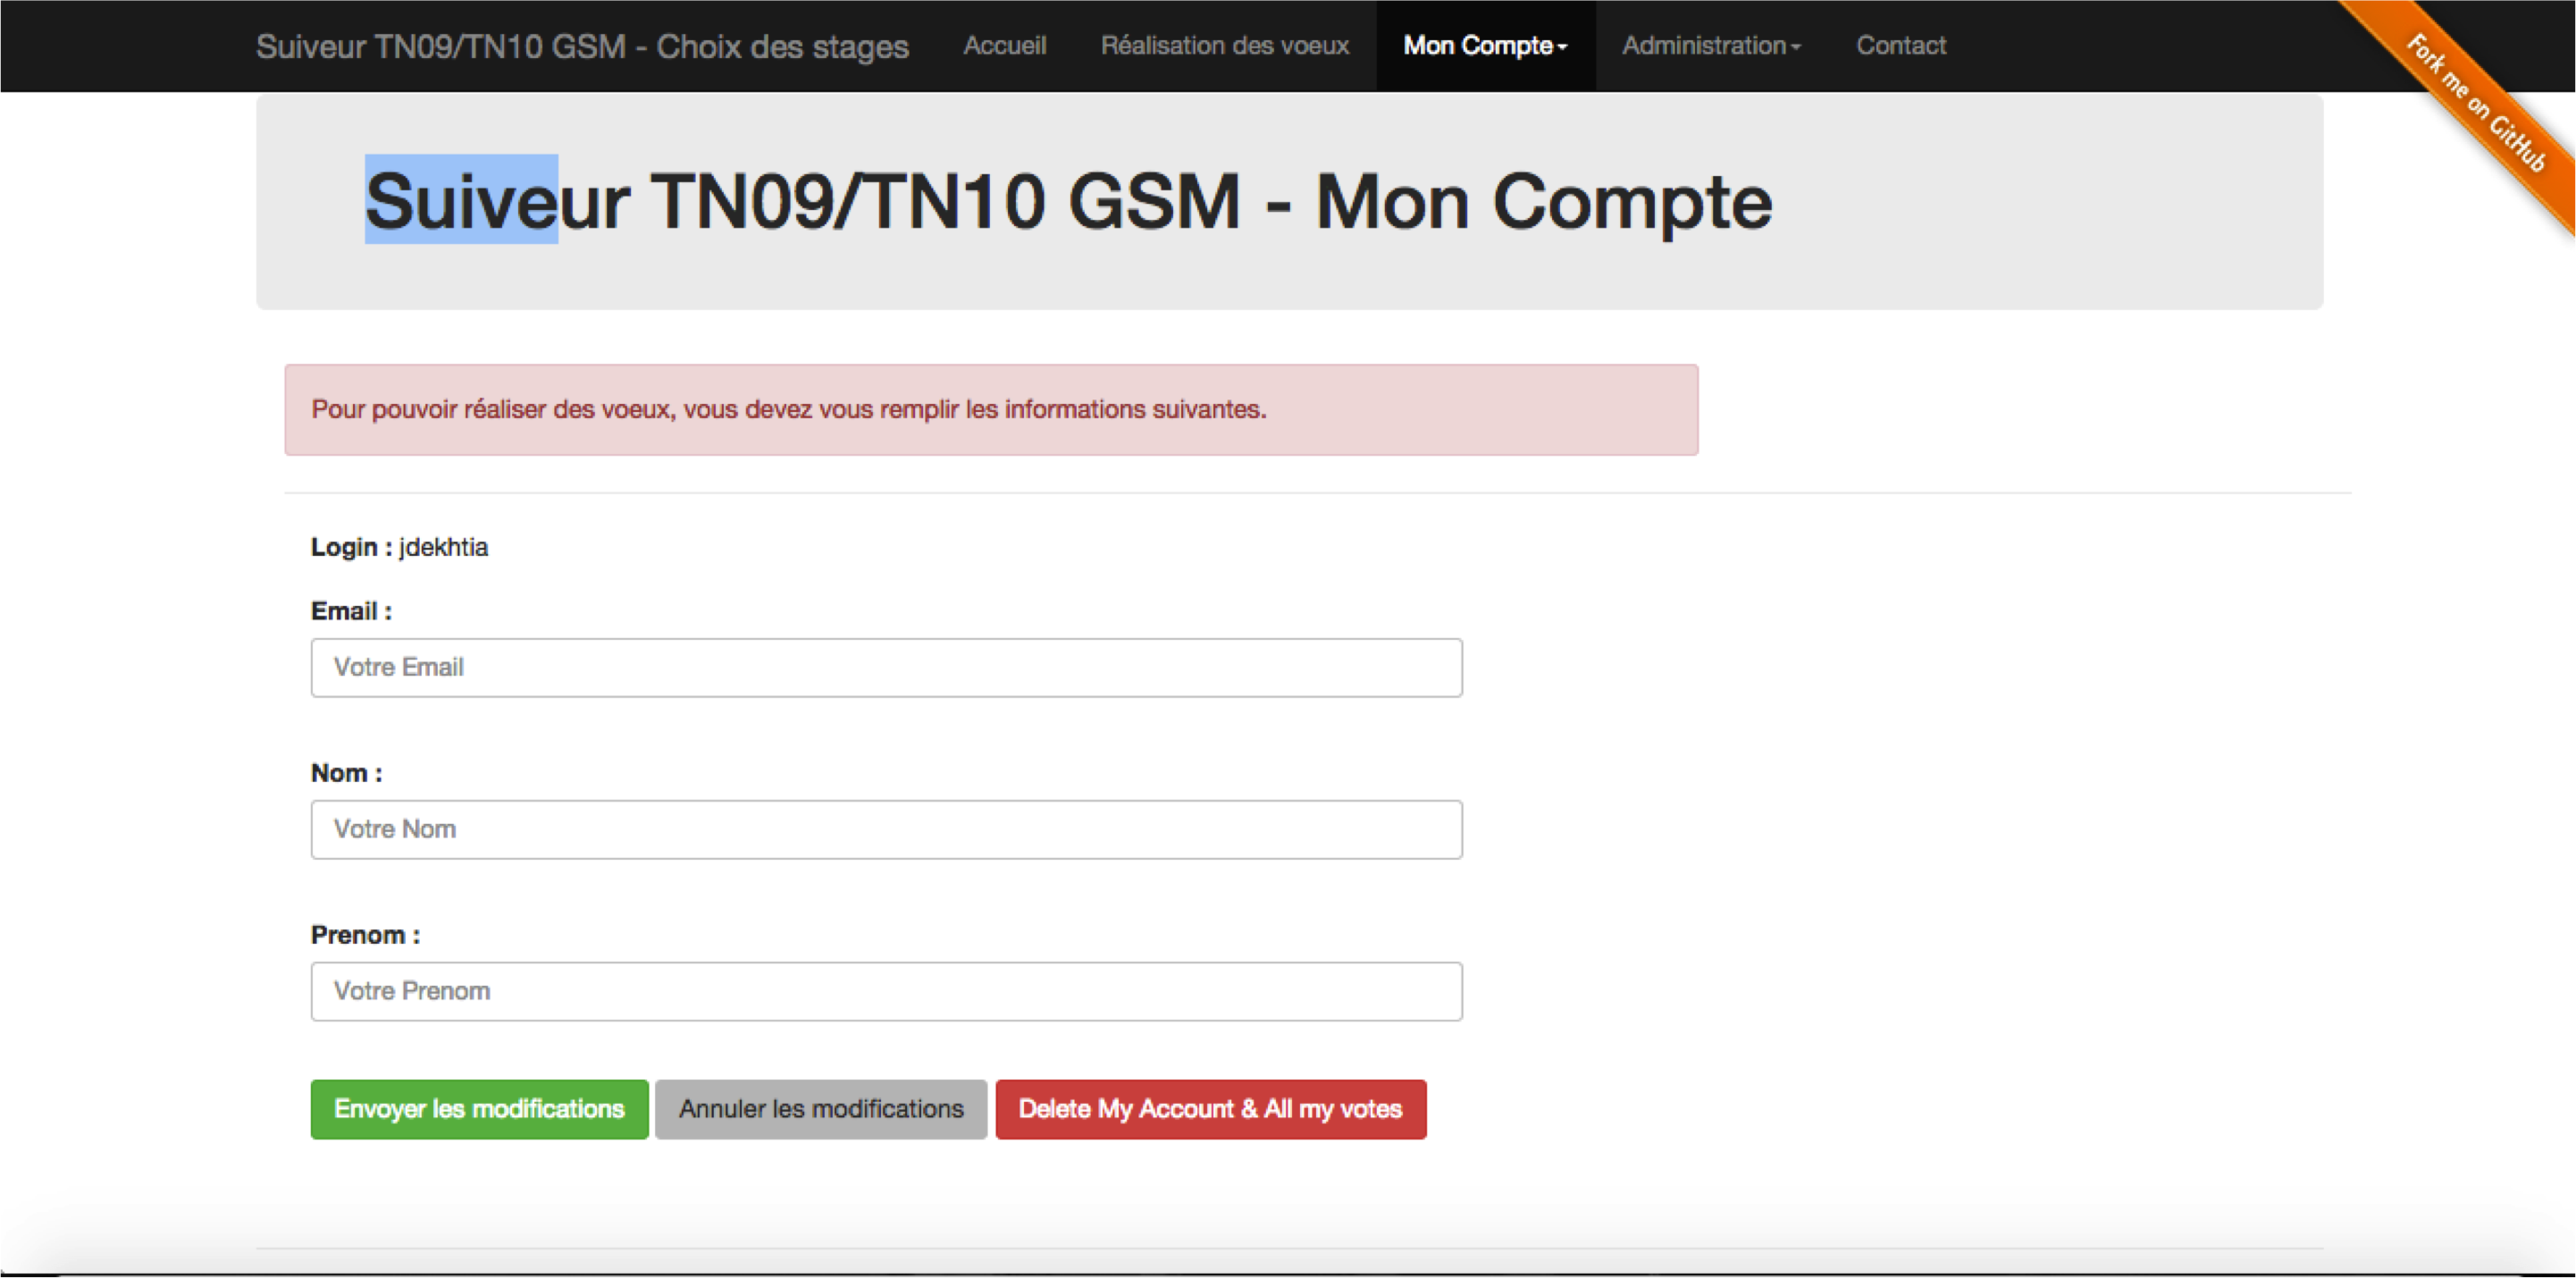 Suiveur TN09/TN10 GSM - Choix des stages Accueil Réalisation des voeux Mon Compte Administration Contact
Fork me on GitHub
Suiveur TN09/TN10 GSM - Mon Compte
Pour pouvoir réaliser des voeux, vous devez vous remplir les informations suivantes.
Login : jdekhtia
Email :
Votre Email
Nom :
Votre Nom
Prenom :
Votre Prenom
Envoyer les modifications Annuler les modifications Delete My Account & All my votes